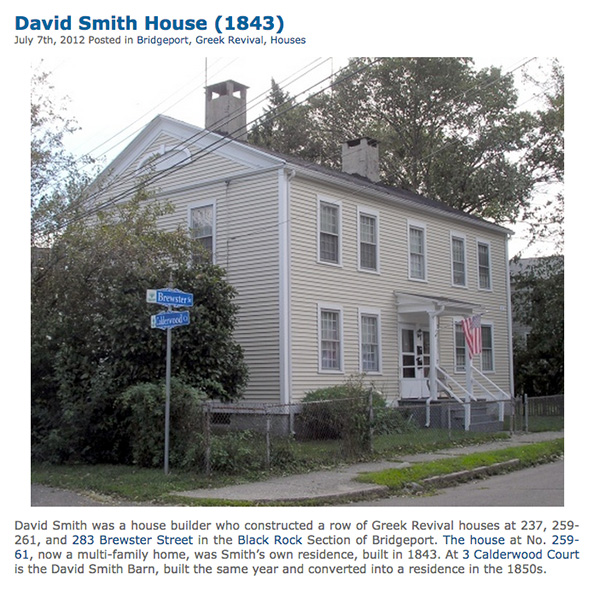 David Smith House (1843)
July 7th, 2012 Posted in Bridgeport, Greek Revival, Houses
Brewster St
Calderwood Ct
David Smith was a house builder who constructed a row of Greek Revival houses at 237, 259-
261, and 283 Brewster Street in the Black Rock Section of Bridgeport. The house at No. 259-
61, now a multi-family home, was Smith's own residence, built in 1843. At 3 Calderwood Court
is the David Smith Barn, built the same year and converted into a residence in the 1850s.